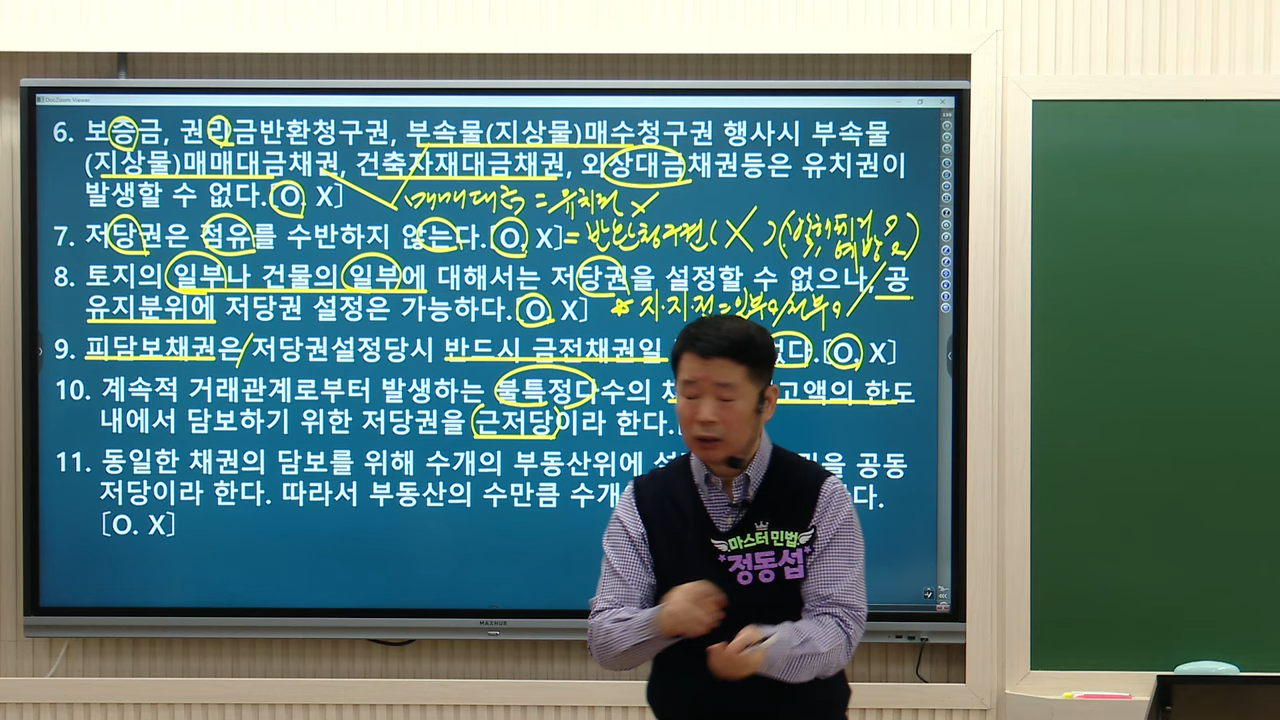 DocZoom Viewer
6. 보증금, 권리금반환청구권, 부속물(지상물)매수청구권 행사시 부속물
(지상물)매매대금채권, 건축자재대금채권, 외상대금채권등은 유치권이
발생할 수 없다.[O, X]
매매대금 = 유치권 X
7. 저당권은 점유를 수반하지 않는다.[O, X] = 반환청구권 (X)
8. 토지의 일부나 건물의 일부에 대해서는 저당권을 설정할 수 없으나, 공
유지분위에 저당권 설정은 가능하다.[O, X]
9. 피담보채권은 저당권설정당시 반드시 금전채권일 없다.[O, X]
10. 계속적 거래관계로부터 발생하는 불특정다수의 고액의 한도
내에서 담보하기 위한 저당권을 근저당이라 한다.
11. 동일한 채권의 담보를 위해 수개의 부동산위에 을 공동
저당이라 한다. 따라서 부동산의 수만큼 수개 다.
[O. X]
마스터 민법
정동섭
MAXHUB